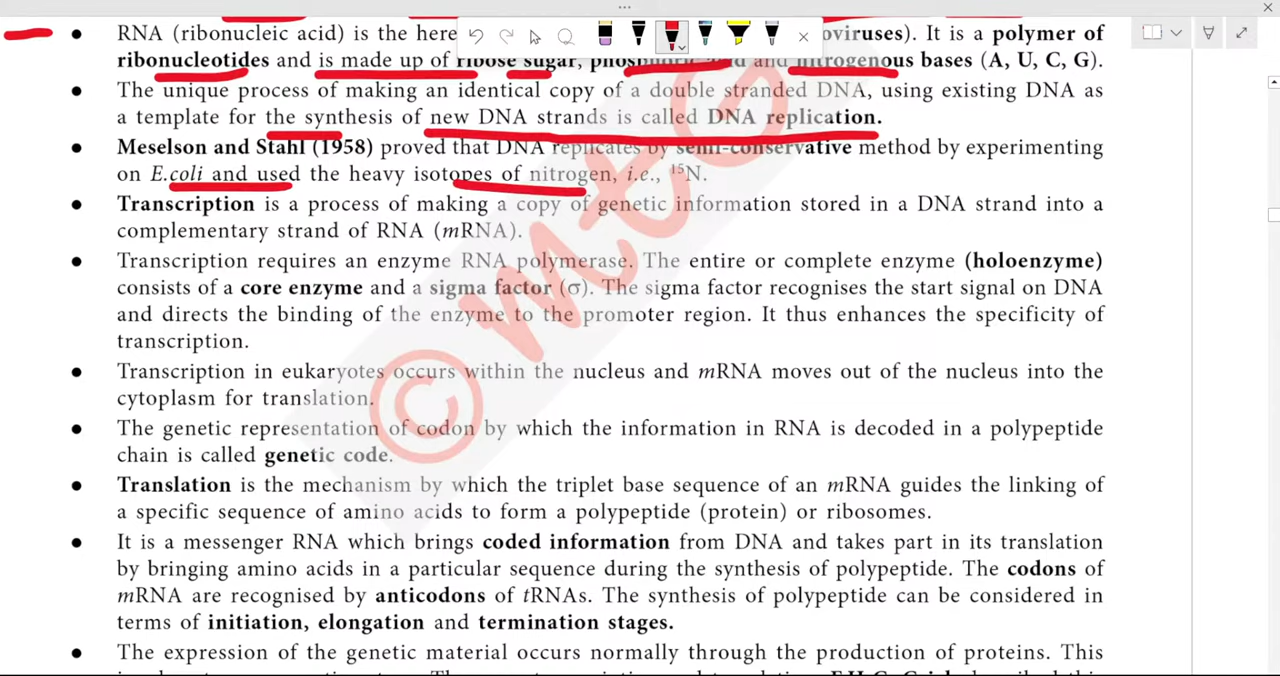 • RNA (ribonucleic acid) is the here oviruses). It is a polymer of
ribonucleotides and is made up of ribose sugar, phosphoric acid and nitrogenous bases (A, U, C, G).
• The unique process of making an identical copy of a double stranded DNA, using existing DNA as
a template for the synthesis of new DNA strands is called DNA replication.
• Meselson and Stahl (1958) proved that DNA replicates by semi-conservative method by experimenting
on E.coli and used the heavy isotopes of nitrogen, i.e., ¹⁵N.
• Transcription is a process of making a copy of genetic information stored in a DNA strand into a
complementary strand of RNA (mRNA).
• Transcription requires an enzyme RNA polymerase. The entire or complete enzyme (holoenzyme)
consists of a core enzyme and a sigma factor (σ). The sigma factor recognises the start signal on DNA
and directs the binding of the enzyme to the promoter region. It thus enhances the specificity of
transcription.
• Transcription in eukaryotes occurs within the nucleus and mRNA moves out of the nucleus into the
cytoplasm for translation.
• The genetic representation of codon by which the information in RNA is decoded in a polypeptide
chain is called genetic code.
• Translation is the mechanism by which the triplet base sequence of an mRNA guides the linking of
a specific sequence of amino acids to form a polypeptide (protein) or ribosomes.
• It is a messenger RNA which brings coded information from DNA and takes part in its translation
by bringing amino acids in a particular sequence during the synthesis of polypeptide. The codons of
mRNA are recognised by anticodons of tRNAs. The synthesis of polypeptide can be considered in
terms of initiation, elongation and termination stages.
• The expression of the genetic material occurs normally through the production of proteins. This
© mtG